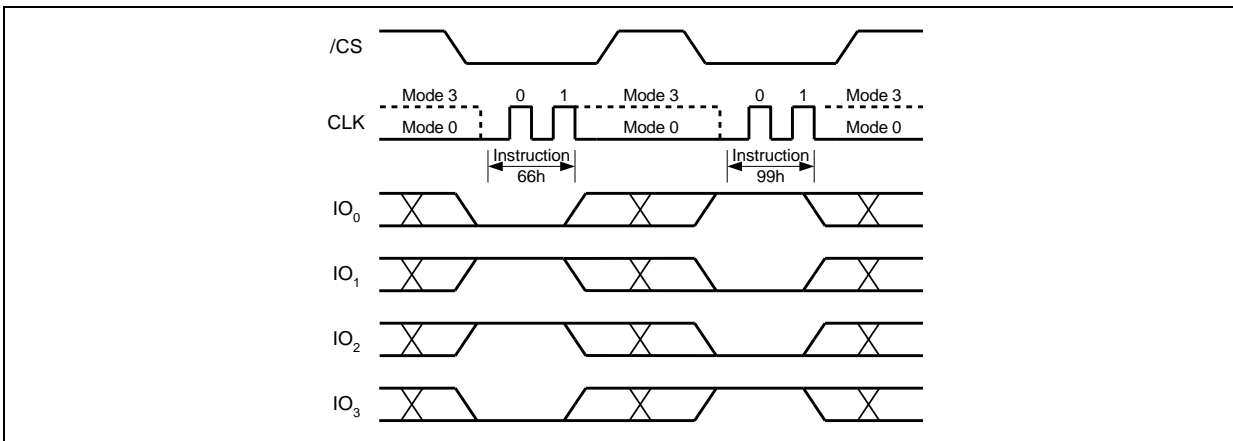 /CS
Mode 3 0 1 Mode 3 0 1 Mode 3
CLK Mode 0 Mode 0 Mode 0
Instruction Instruction
66h 99h
IO0
IO1
IO2
IO3